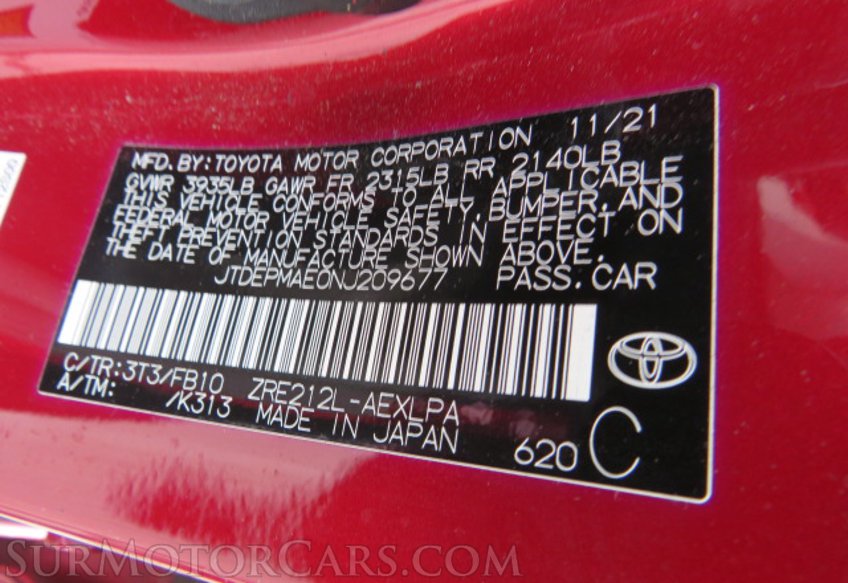 MFD. BY: TOYOTA MOTOR CORPORATION 11/21
GVWR 3935LB GAWR FR 2315LB RR 2140LB
THIS VEHICLE CONFORMS TO ALL APPLICABLE
FEDERAL MOTOR VEHICLE SAFETY, BUMPER, AND
THEFT PREVENTION STANDARDS IN EFFECT ON
THE DATE OF MANUFACTURE SHOWN ABOVE.
JTDEPMAE0NJ209677 PASS. CAR
C/TR: 3T3/FB10 ZRE212L-AEXLPA
A/TM: /K313 MADE IN JAPAN
620 C
SurMotorCars.com